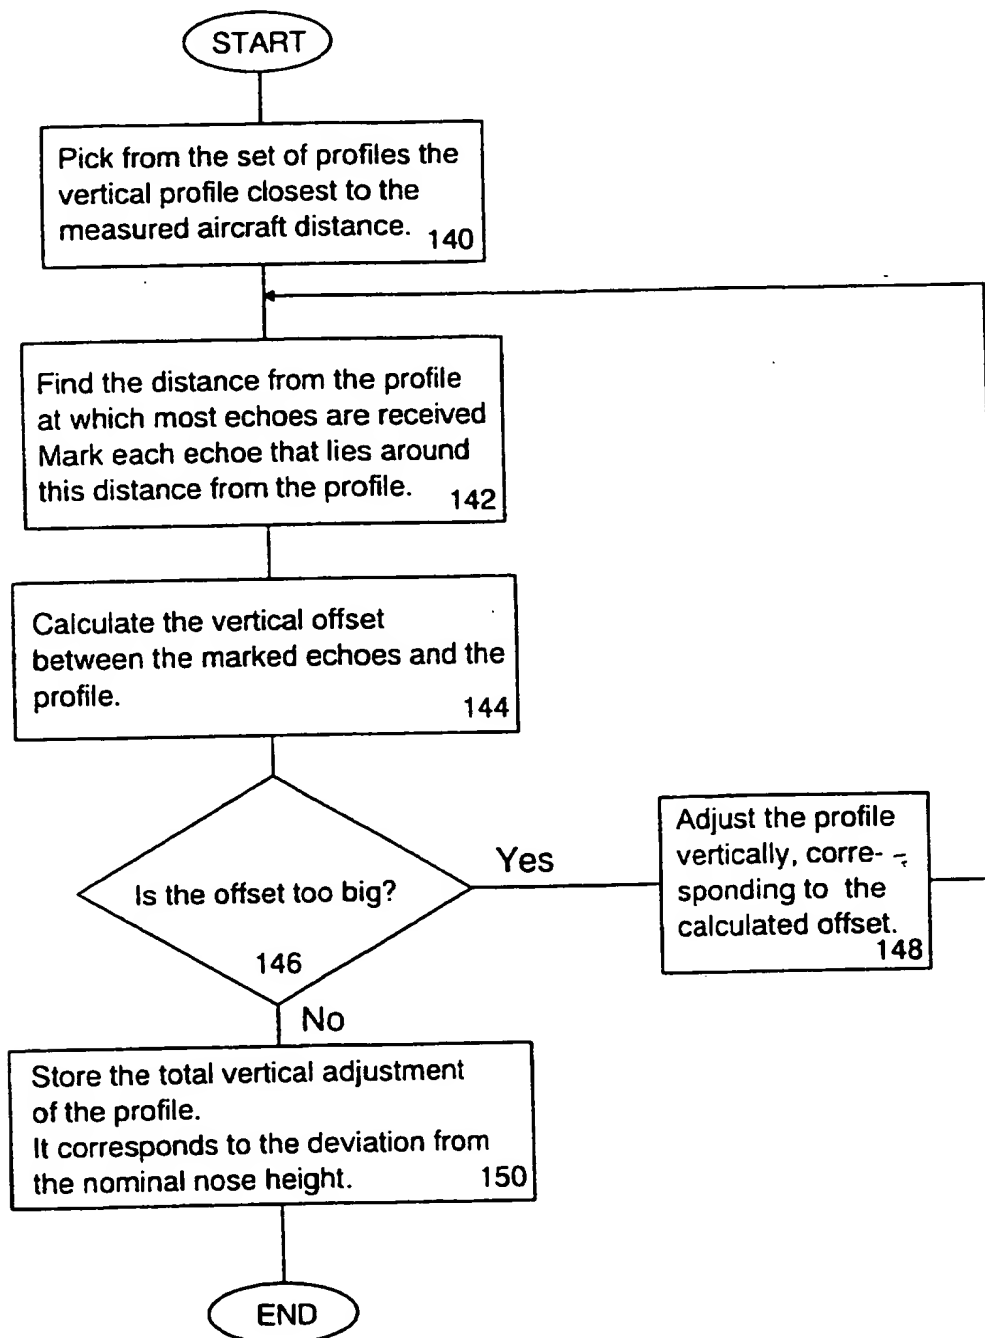 START
Pick from the set of profiles the
vertical profile closest to the
measured aircraft distance.
140
Find the distance from the profile
at which most echoes are received
Mark each echoe that lies around
this distance from the profile.
142
Calculate the vertical offset
between the marked echoes and the
profile.
144
Is the offset too big?
146
Yes
Adjust the profile
vertically, corre-
sponding to the
calculated offset.
148
No
Store the total vertical adjustment
of the profile.
It corresponds to the deviation from
the nominal nose height.
150
END